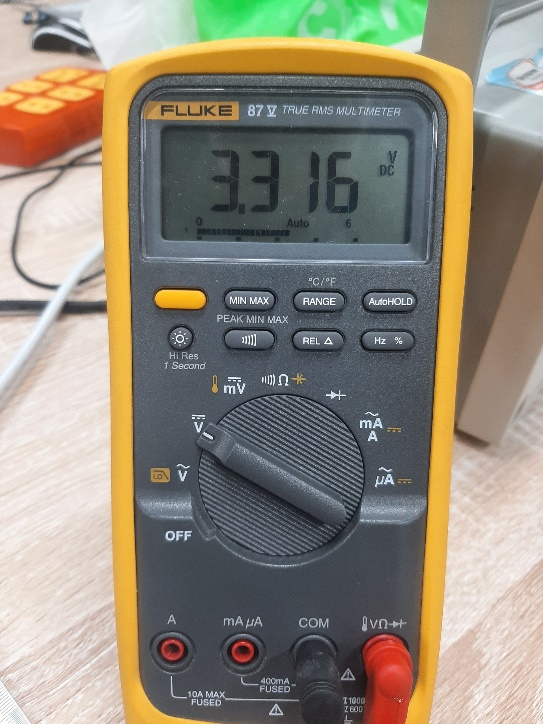 FLUKE 87 V TRUE RMS MULTIMETER
3.316 V DC
0 Auto 6
°C/°F
MIN MAX RANGE AutoHOLD
PEAK MIN MAX
REL Δ Hz %
Hi Res
1 Second
mV Ω
V mA
A
V µA
OFF
A mA µA COM VΩ
400mA
FUSED
10A MAX
FUSED